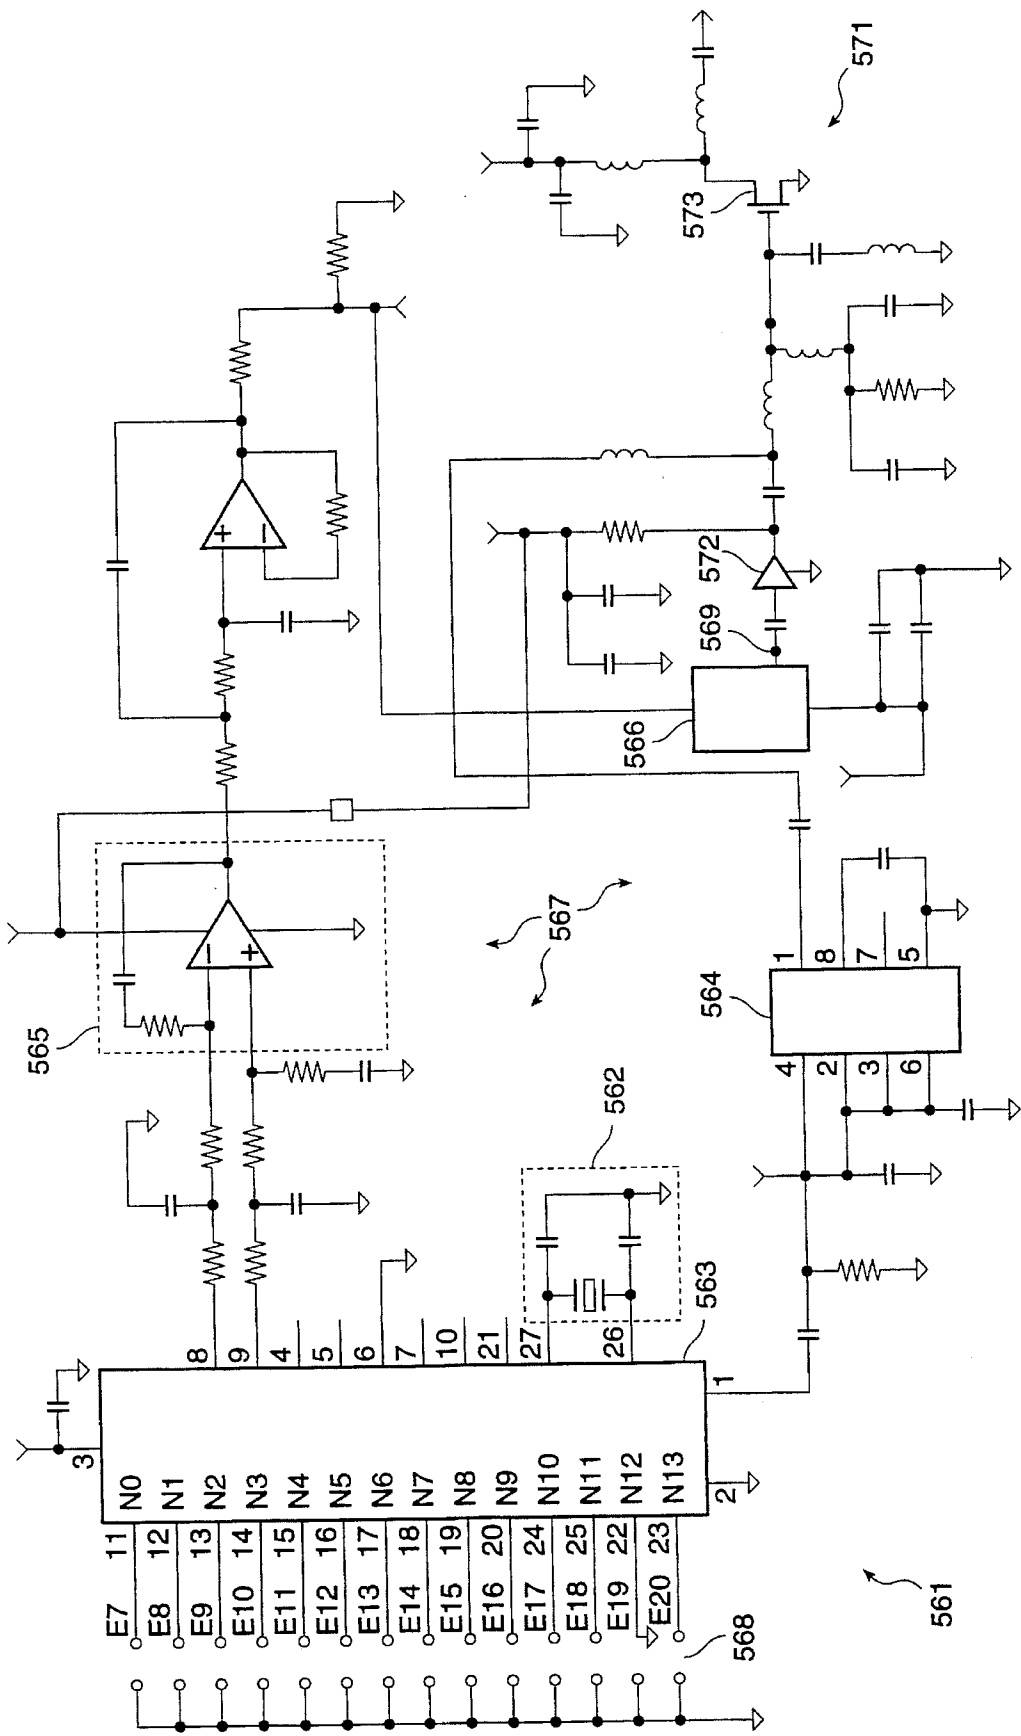 571
573
572
569
566
567
565
564
1
8
7
5
4
2
3
6
562
563
8
9
4
5
6
7
10
21
27
26
1
2
3
N0
N1
N2
N3
N4
N5
N6
N7
N8
N9
N10
N11
N12
N13
E7 11
E8 12
E9 13
E10 14
E11 15
E12 16
E13 17
E14 18
E15 19
E16 20
E17 24
E18 25
E19 22
E20 23
568
561
+
−
−
+